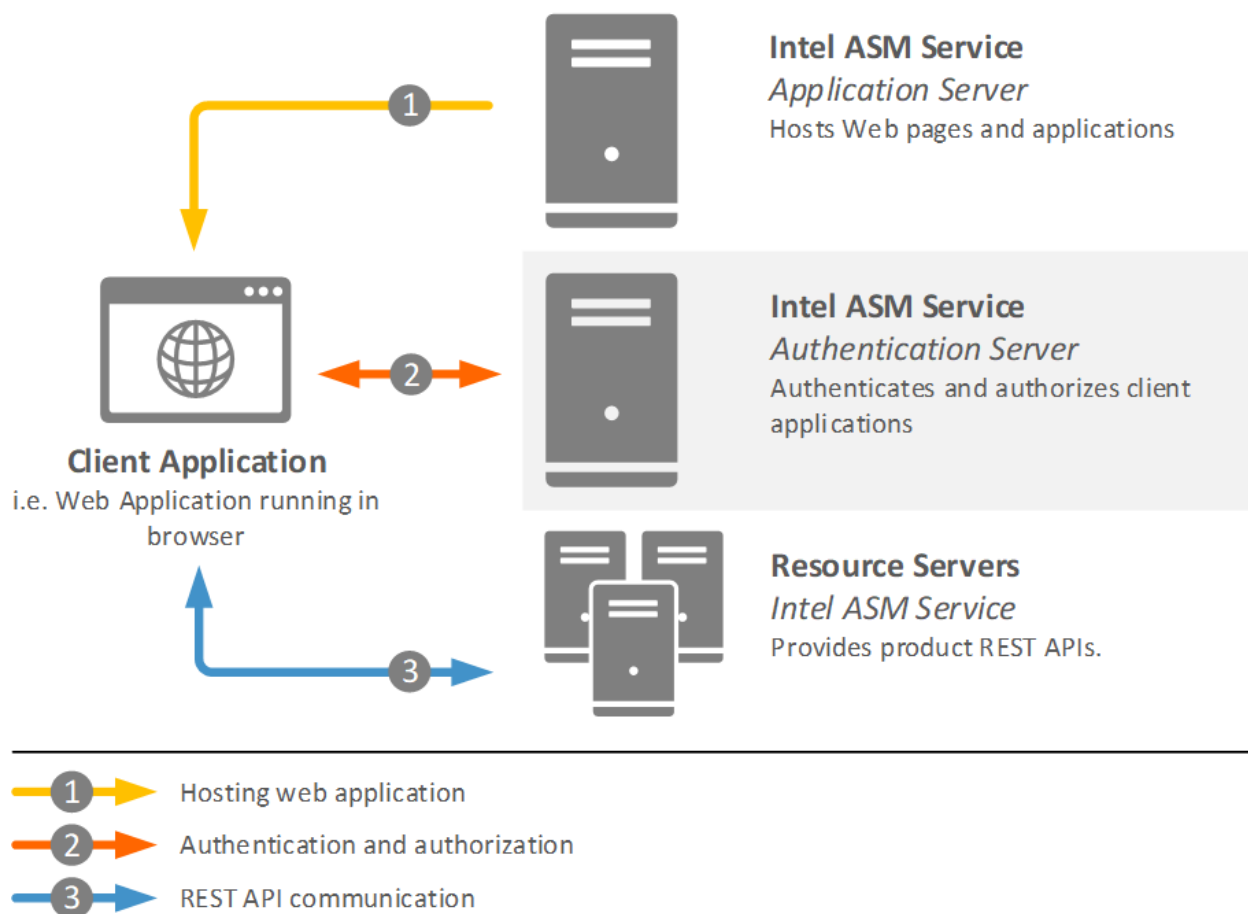 1
Intel ASM Service
Application Server
Hosts Web pages and applications
2
Intel ASM Service
Authentication Server
Authenticates and authorizes client
applications
Client Application
i.e. Web Application running in
browser
3
Resource Servers
Intel ASM Service
Provides product REST APIs.
1 Hosting web application
2 Authentication and authorization
3 REST API communication